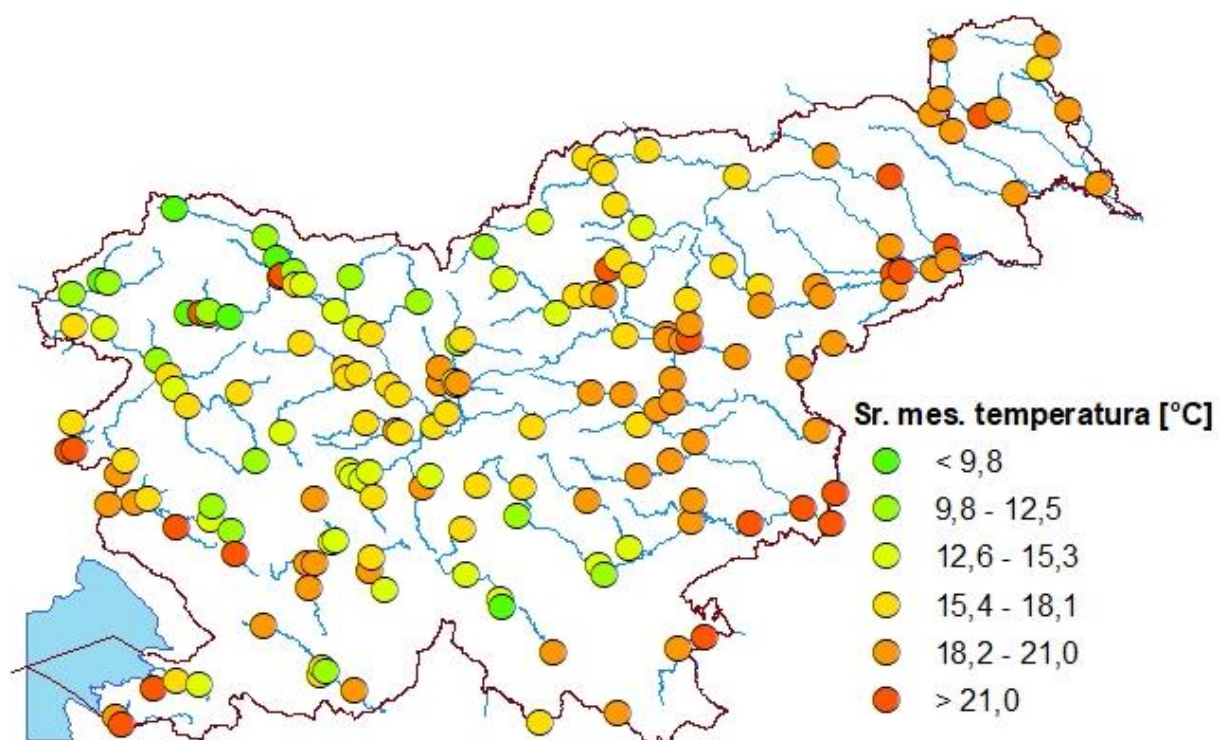 Sr. mes. temperatura [°C]
< 9,8
9,8 - 12,5
12,6 - 15,3
15,4 - 18,1
18,2 - 21,0
> 21,0